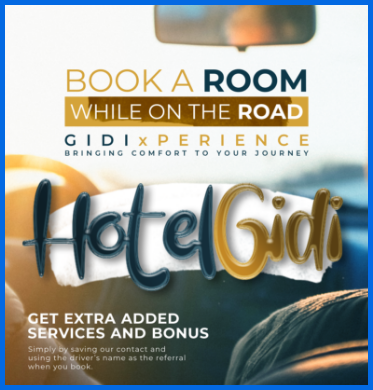 BOOK A ROOM
WHILE ON THE ROAD
GIDIxPERIENCE
BRINGING COMFORT TO YOUR JOURNEY
HotelGidi
GET EXTRA ADDED
SERVICES AND BONUS
Simply by saving our contact and
using the driver's name as the referral
when you book.